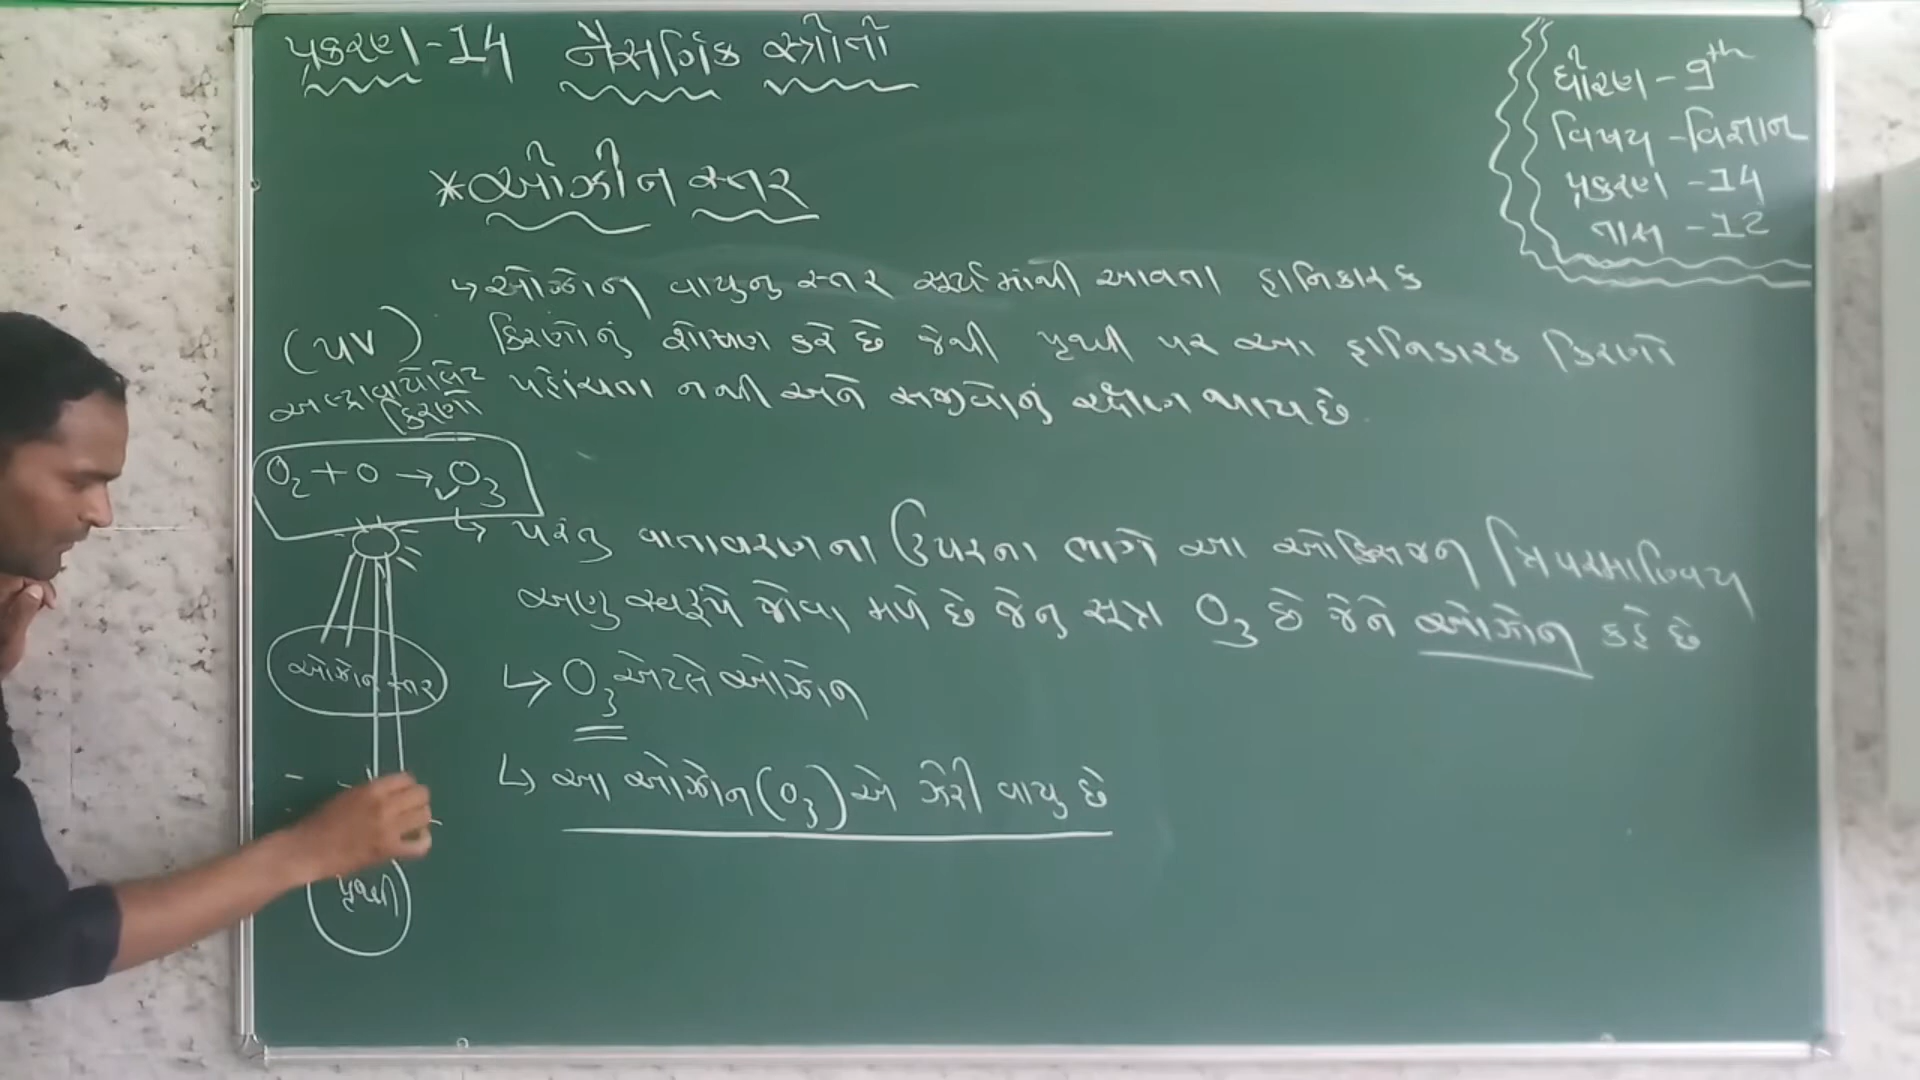 પ્રકરણ-14 નૈસર્ગિક સ્ત્રોતો
ધોરણ - 9th
વિષય - વિજ્ઞાન
પ્રકરણ - 14
તાસ - 12
*ઓઝોન સ્તર
↳ ઓઝોન વાયુનુ સ્તર સૂર્યમાંથી આવતા હાનિકારક
કિરણોનું શોષણ કરે છે જેથી પૃથ્વી પર આ હાનિકારક કિરણો
પહોંચતા નથી અને સજીવોનું રક્ષણ થાય છે.
(UV)
અલ્ટ્રાવાયોલેટ
કિરણો
O₂ + O → O₃
↳ પરંતુ વાતાવરણના ઉપરના ભાગે આ ઓક્સિજન ત્રિપરમાણ્વિય
અણુ સ્વરૂપે જોવા મળે છે જેનુ સૂત્ર O₃ છે જેને ઓઝોન કહે છે
ઓઝોન સ્તર
↳ O₃ એટલે ઓઝોન
↳ આ ઓઝોન (O₃) એ ઝેરી વાયુ છે
પૃથ્વી